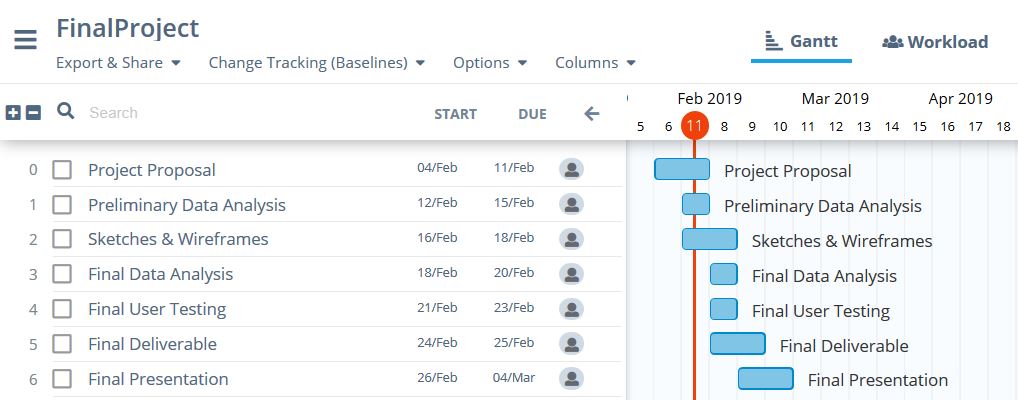 FinalProject
Gantt
Workload
Export & Share
Change Tracking (Baselines)
Options
Columns
Search
START
DUE
Feb 2019
Mar 2019
Apr 2019
5 6 11 8 9 10 11 12 13 14 15 16 17 18
0 Project Proposal 04/Feb 11/Feb Project Proposal
1 Preliminary Data Analysis 12/Feb 15/Feb Preliminary Data Analysis
2 Sketches & Wireframes 16/Feb 18/Feb Sketches & Wireframes
3 Final Data Analysis 18/Feb 20/Feb Final Data Analysis
4 Final User Testing 21/Feb 23/Feb Final User Testing
5 Final Deliverable 24/Feb 25/Feb Final Deliverable
6 Final Presentation 26/Feb 04/Mar Final Presentation